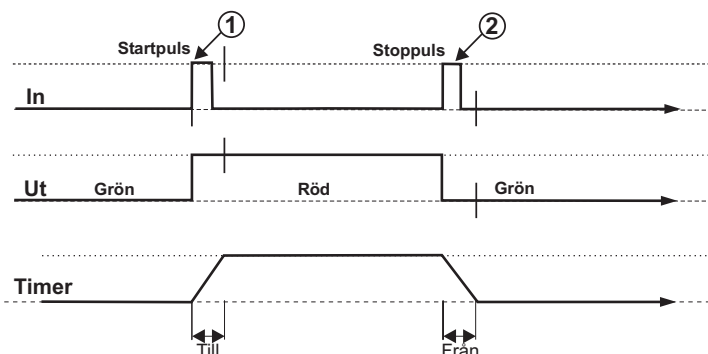 1
2
Startpuls
Stoppuls
In
Ut
Grön
Röd
Grön
Timer
Till
Från